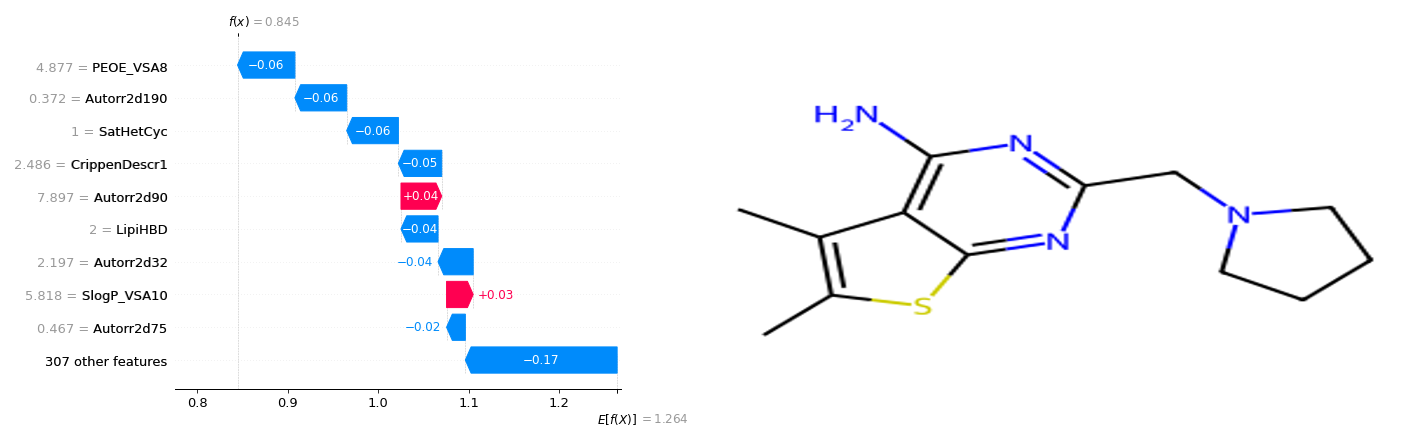 f(x) = 0.845
4.877 = PEOE_VSA8
−0.06
0.372 = Autorr2d190
−0.06
1 = SatHetCyc
−0.06
2.486 = CrippenDescr1
−0.05
7.897 = Autorr2d90
+0.04
2 = LipiHBD
−0.04
2.197 = Autorr2d32
−0.04
5.818 = SlogP_VSA10
+0.03
0.467 = Autorr2d75
−0.02
307 other features
−0.17
0.8 0.9 1.0 1.1 1.2
E[f(X)] = 1.264
H2N
N
N
N
S